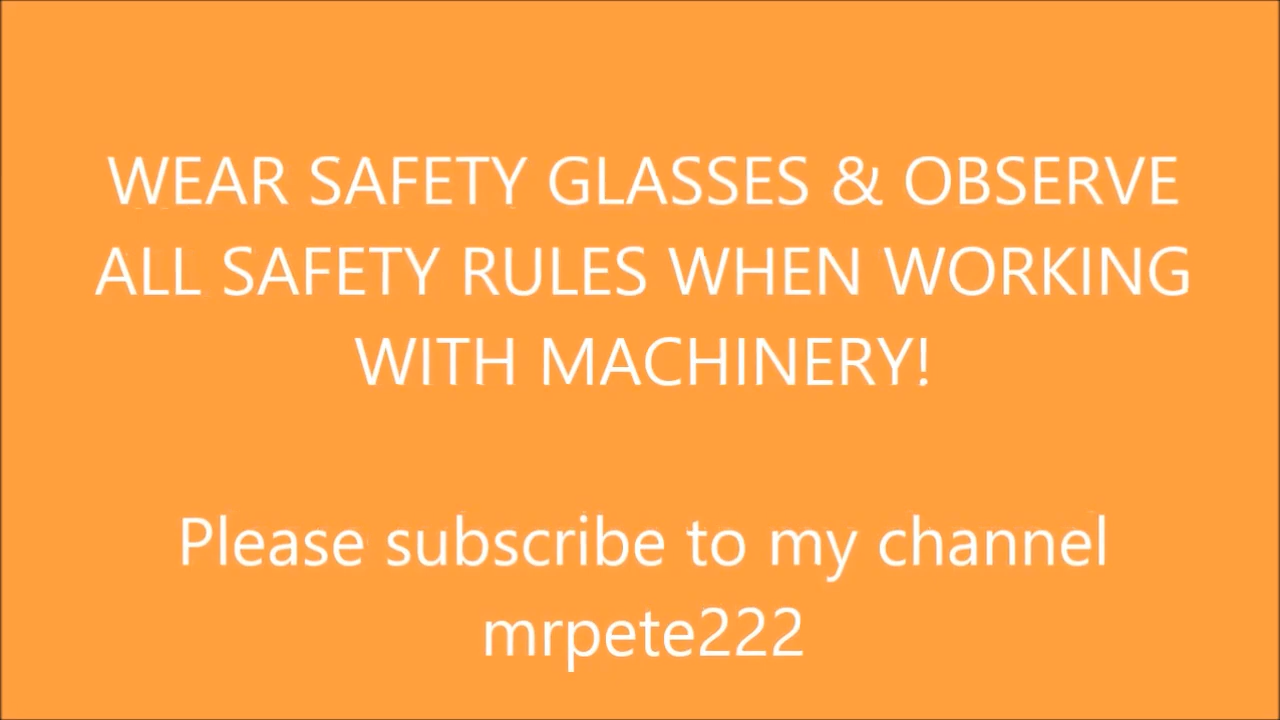 WEAR SAFETY GLASSES & OBSERVE
ALL SAFETY RULES WHEN WORKING
WITH MACHINERY!
Please subscribe to my channel
mrpete222